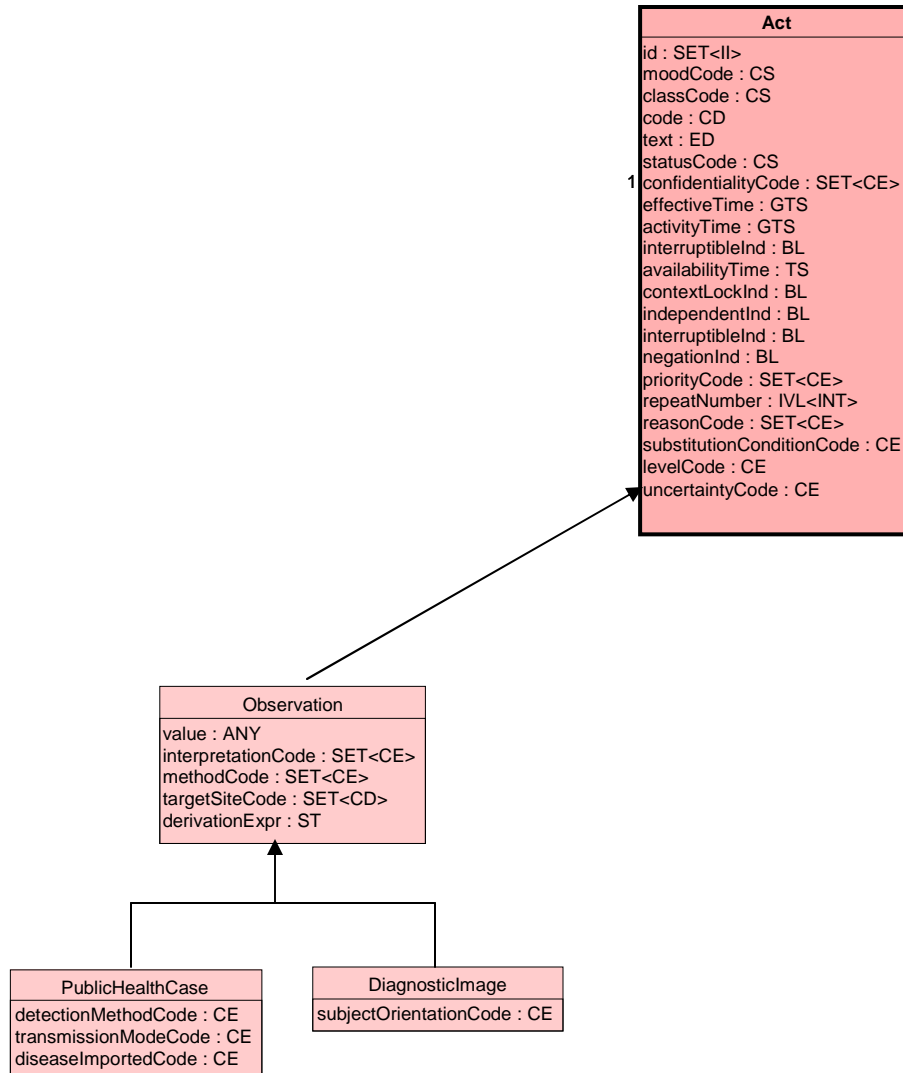 Act
id : SET<II>
moodCode : CS
classCode : CS
code : CD
text : ED
statusCode : CS
1
confidentialityCode : SET<CE>
effectiveTime : GTS
activityTime : GTS
interruptibleInd : BL
availabilityTime : TS
contextLockInd : BL
independentInd : BL
interruptibleInd : BL
negationInd : BL
priorityCode : SET<CE>
repeatNumber : IVL<INT>
reasonCode : SET<CE>
substitutionConditionCode : CE
levelCode : CE
uncertaintyCode : CE
Observation
value : ANY
interpretationCode : SET<CE>
methodCode : SET<CE>
targetSiteCode : SET<CD>
derivationExpr : ST
PublicHealthCase
detectionMethodCode : CE
transmissionModeCode : CE
diseaseImportedCode : CE
DiagnosticImage
subjectOrientationCode : CE